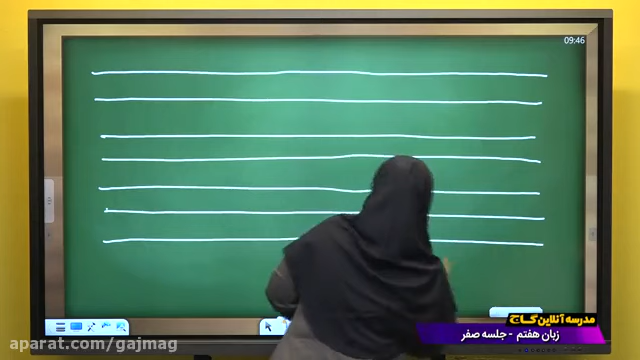 09:46
مدرسه آنلاین گاج
زبان هفتم - جلسه صفر
aparat.com/gajmag